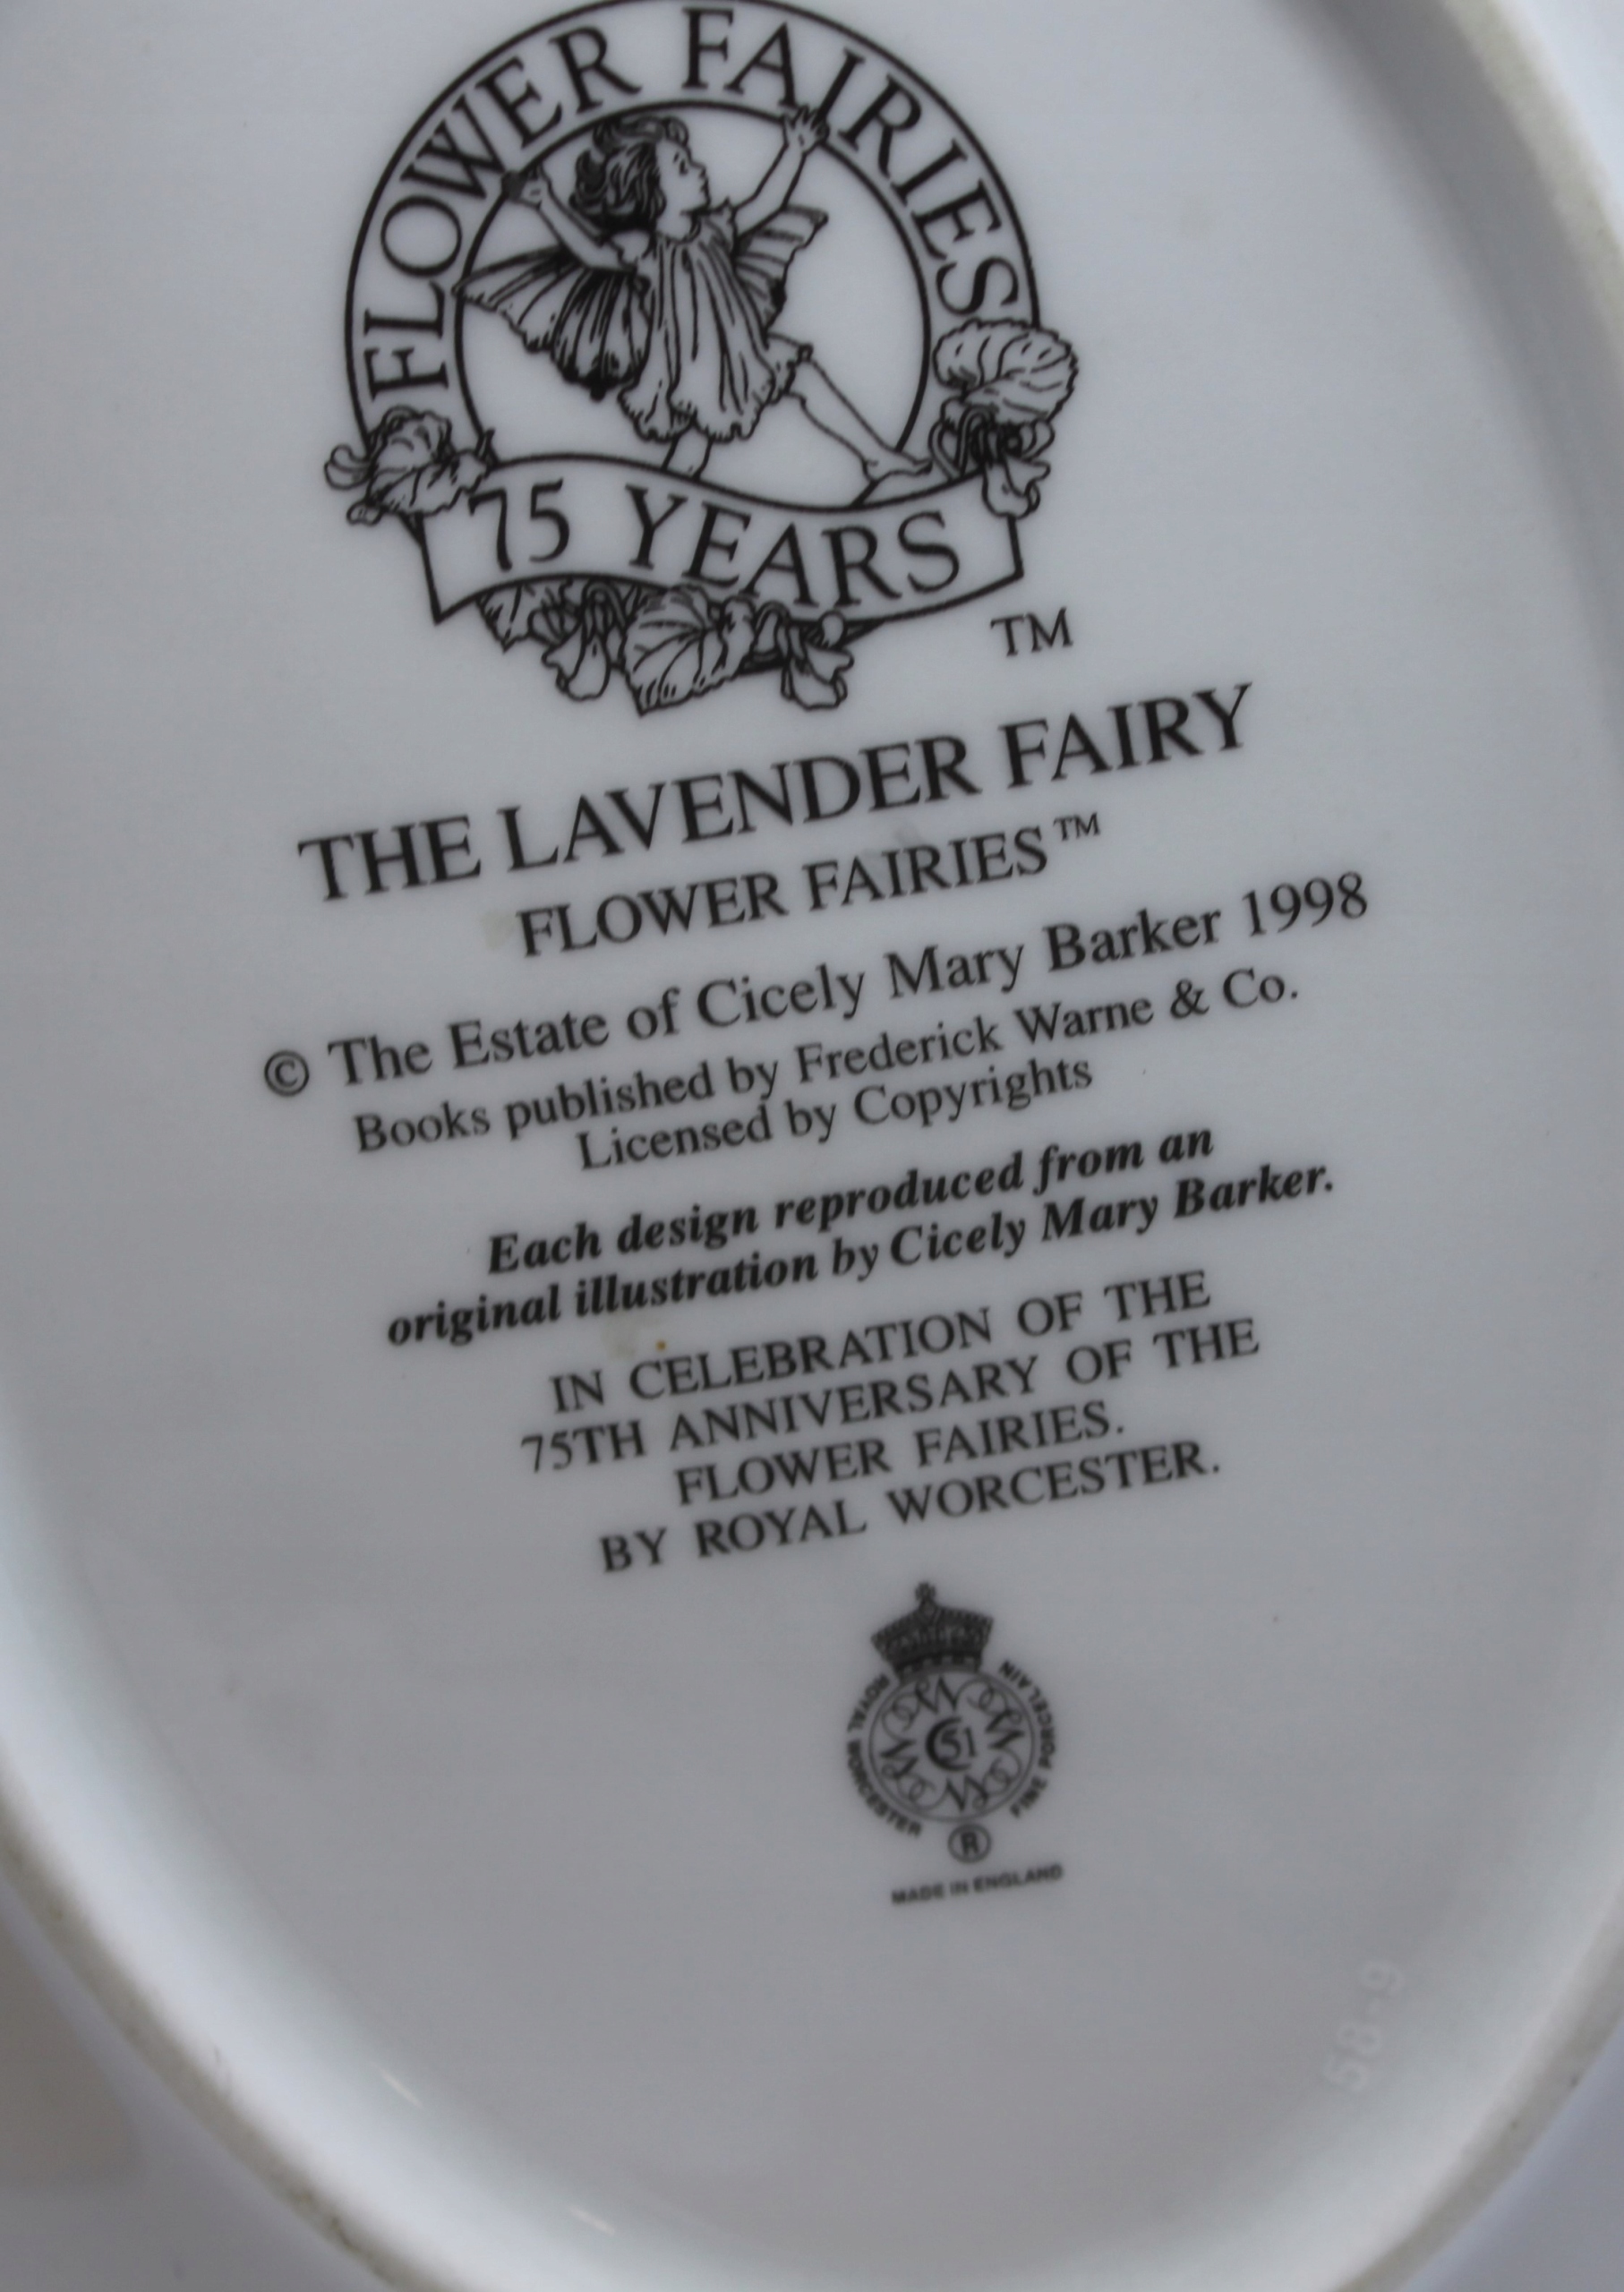 FLOWER FAIRIES
75 YEARS
TM
THE LAVENDER FAIRY
FLOWER FAIRIES™
© The Estate of Cicely Mary Barker 1998
Books published by Frederick Warne & Co.
Licensed by Copyrights
Each design reproduced from an
original illustration by Cicely Mary Barker.
IN CELEBRATION OF THE
75TH ANNIVERSARY OF THE
FLOWER FAIRIES.
BY ROYAL WORCESTER.
ROYAL WORCESTER
FINE PORCELAIN
51
®
MADE IN ENGLAND
58-9